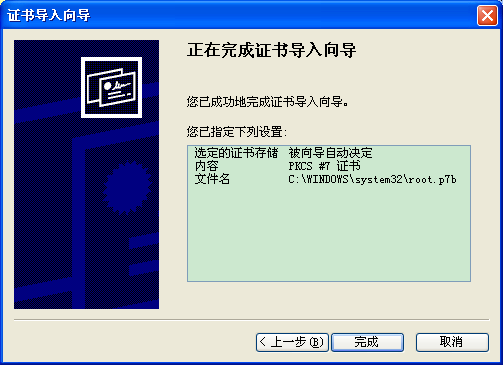 证书导入向导
正在完成证书导入向导
您已成功地完成证书导入向导。
您已指定下列设置:
选定的证书存储 被向导自动决定
内容 PKCS #7 证书
文件名 C:\WINDOWS\system32\root.p7b
< 上一步(B) 完成 取消